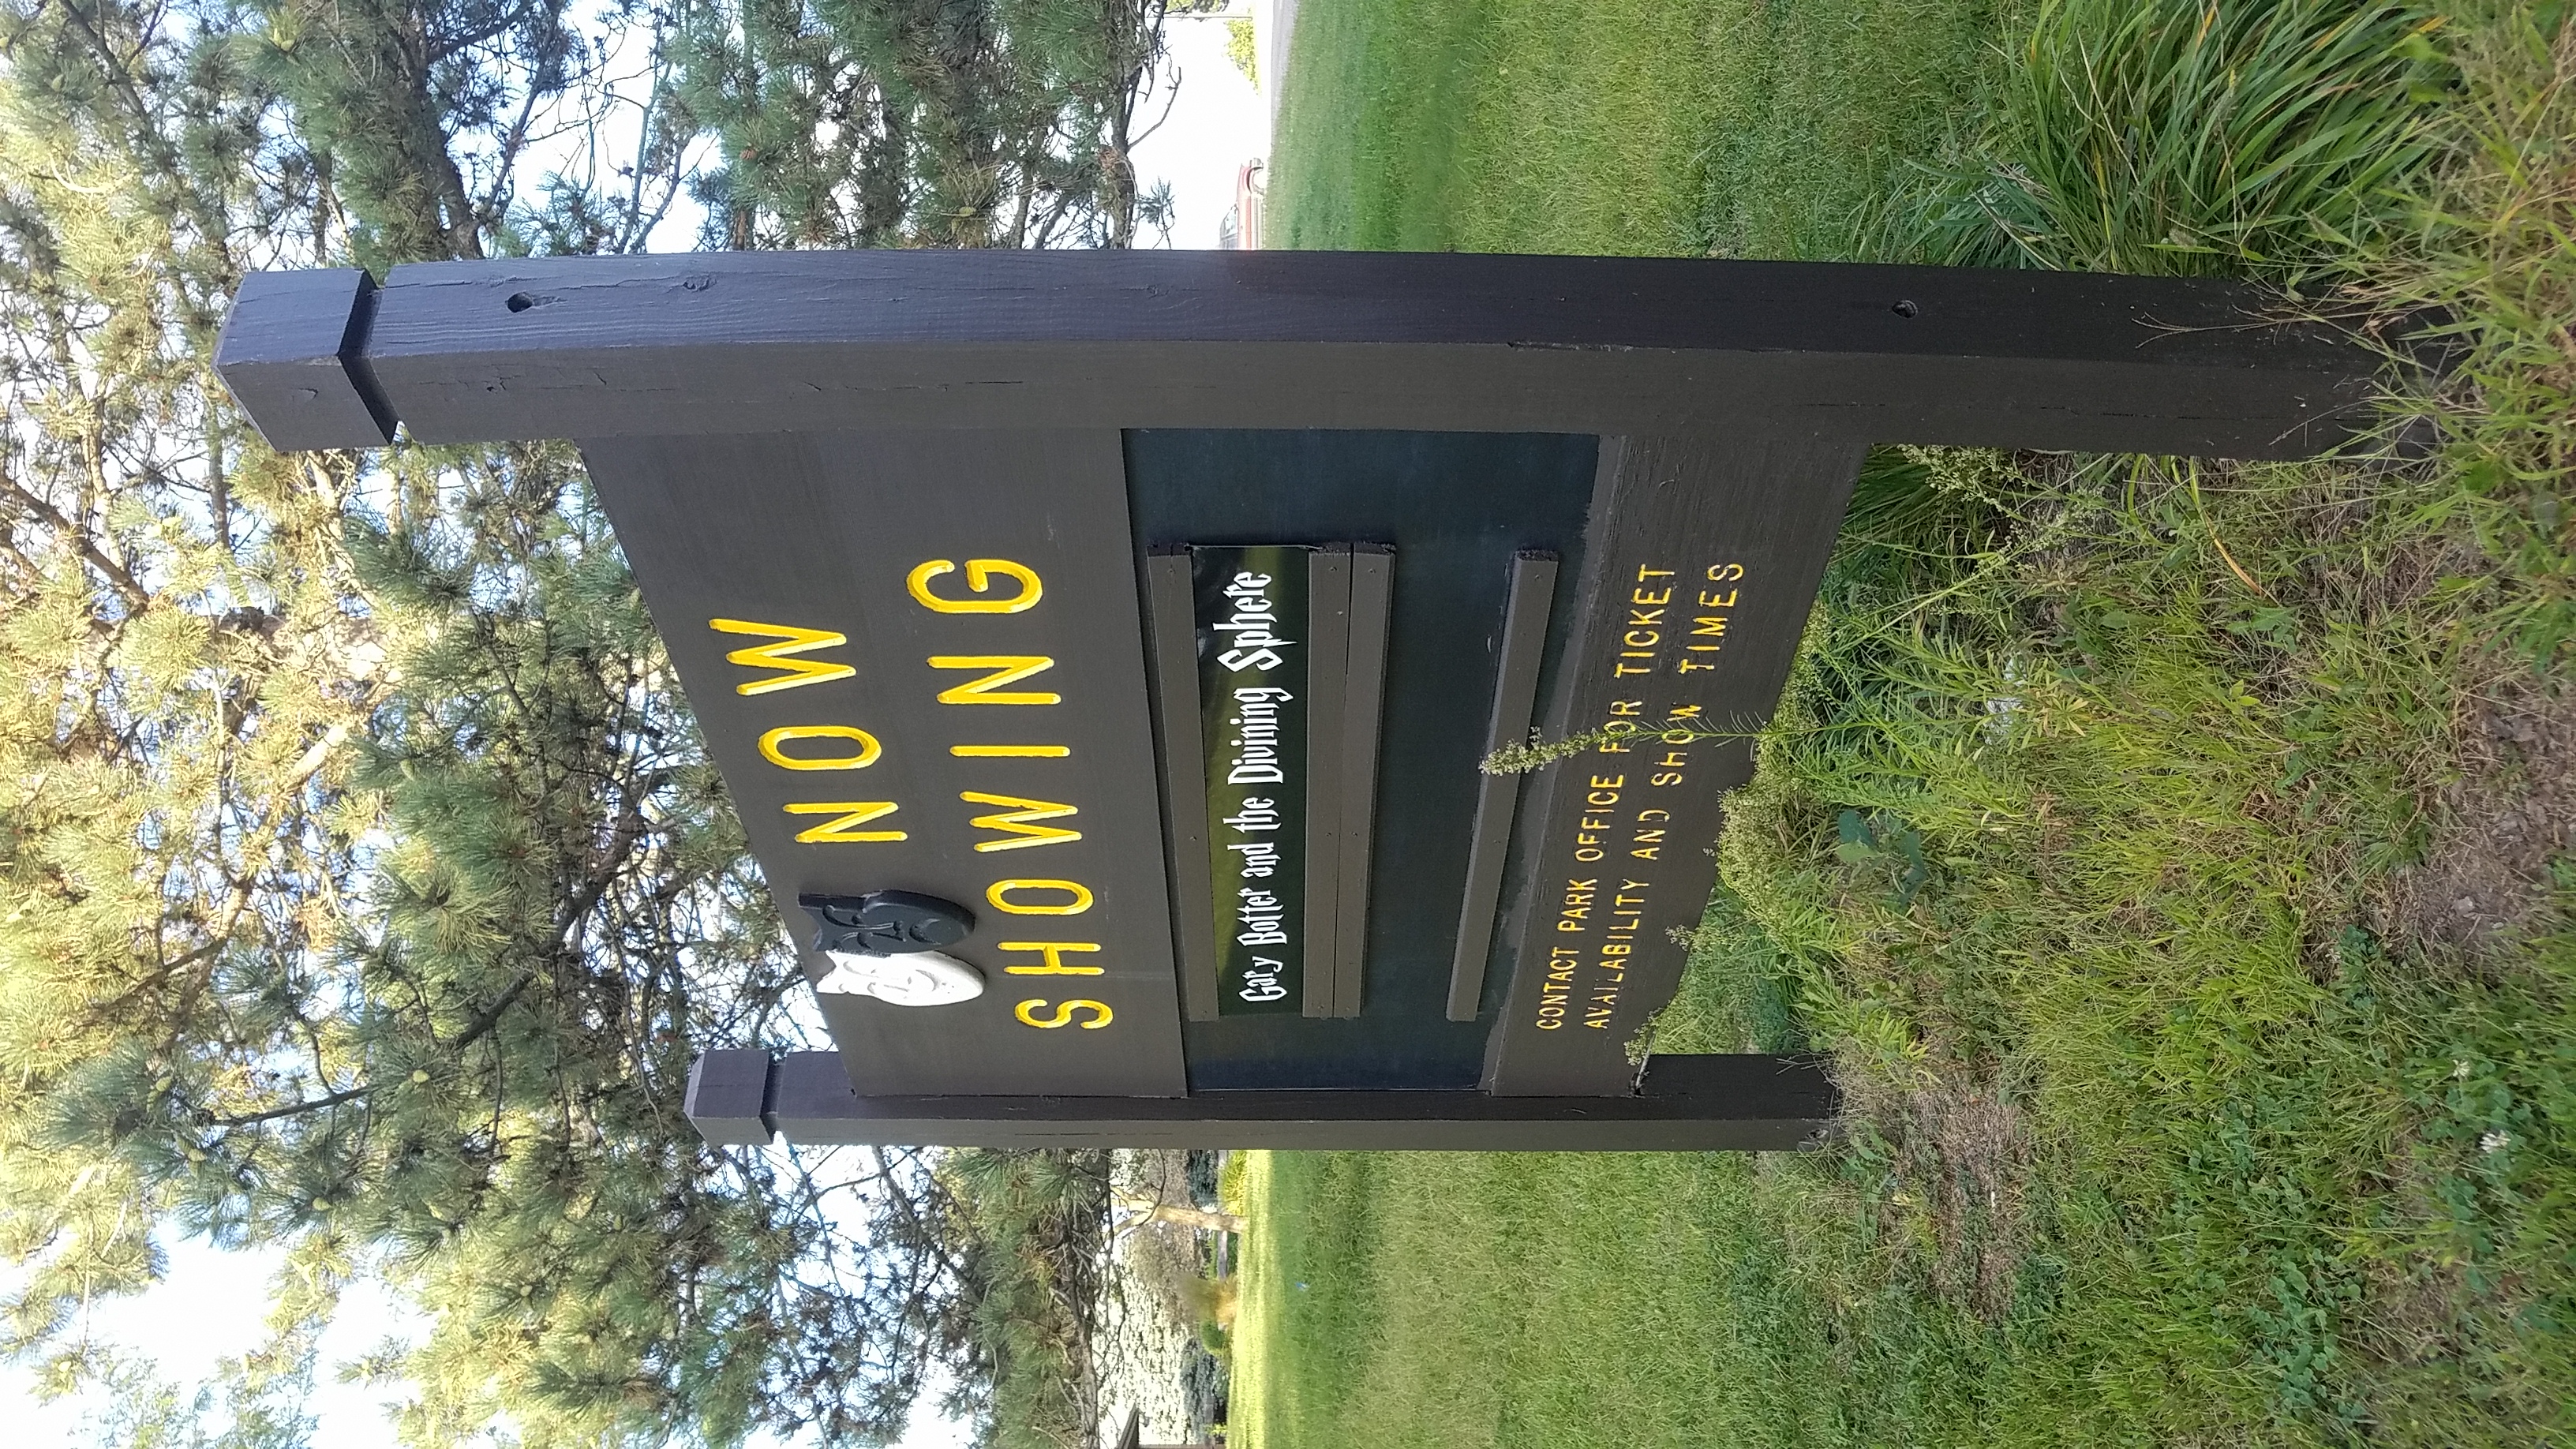 NOW
SHOWING
Gary Botter and the Divining Sphere
CONTACT PARK OFFICE FOR TICKET
AVAILABILITY AND SHOW TIMES